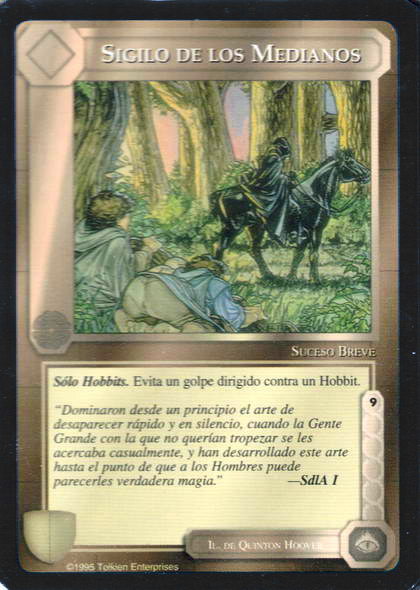 SIGILO DE LOS MEDIANOS
SUCESO BREVE
Sólo Hobbits. Evita un golpe dirigido contra un Hobbit.
9
“Dominaron desde un principio el arte de
desaparecer rápido y en silencio, cuando la Gente
Grande con la que no querían tropezar se les
acercaba casualmente, y han desarrollado este arte
hasta el punto de que a los Hombres puede
parecerles verdadera magia.” —SdlA I
IL. DE QUINTON HOOVER
©1995 Tolkien Enterprises